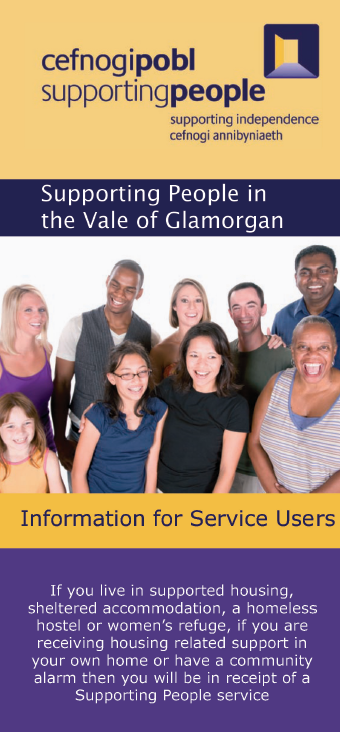 cefnogipobl
supportingpeople
supporting independence
cefnogi annibyniaeth
Supporting People in
the Vale of Glamorgan
Information for Service Users
If you live in supported housing,
sheltered accommodation, a homeless
hostel or women's refuge, if you are
receiving housing related support in
your own home or have a community
alarm then you will be in receipt of a
Supporting People service